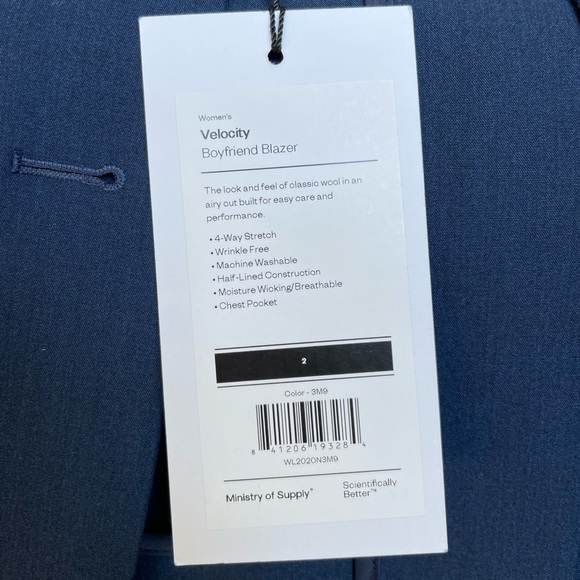 Women's
Velocity
Boyfriend Blazer
The look and feel of classic wool in an
airy cut built for easy care and
performance.
• 4-Way Stretch
• Wrinkle Free
• Machine Washable
• Half-Lined Construction
• Moisture Wicking/Breathable
• Chest Pocket
2
Color - 3M9
8 41206 19328 4
WL2020N3M9
Ministry of Supply®
Scientifically
Better™